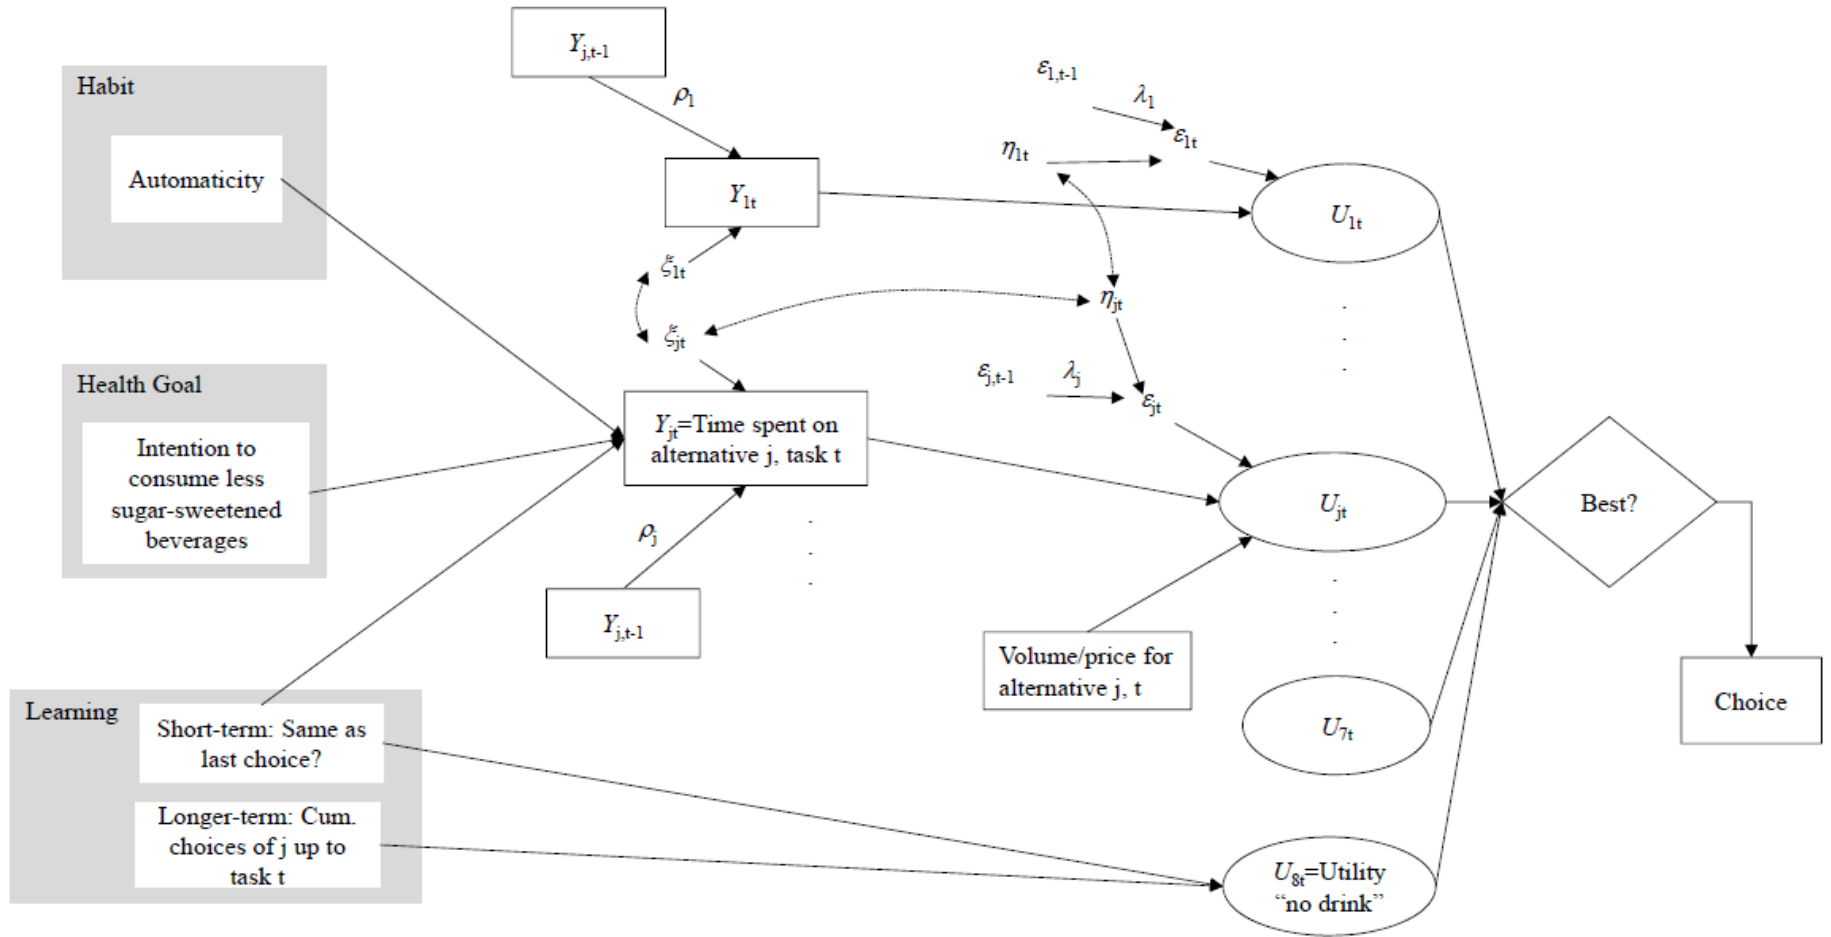 Y_{j,t-1}
Habit
Automaticity
ρ_1
ε_{1,t-1}
λ_1
ε_{1t}
η_{1t}
Y_{1t}
U_{1t}
ξ_{1t}
η_{jt}
ξ_{jt}
Health Goal
Intention to
consume less
sugar-sweetened
beverages
ε_{j,t-1}
λ_j
ε_{jt}
Y_{jt}=Time spent on
alternative j, task t
U_{jt}
Best?
ρ_j
Y_{j,t-1}
Volume/price for
alternative j, t
Choice
U_{7t}
Learning
Short-term: Same as
last choice?
Longer-term: Cum.
choices of j up to
task t
U_{8t}=Utility
“no drink”